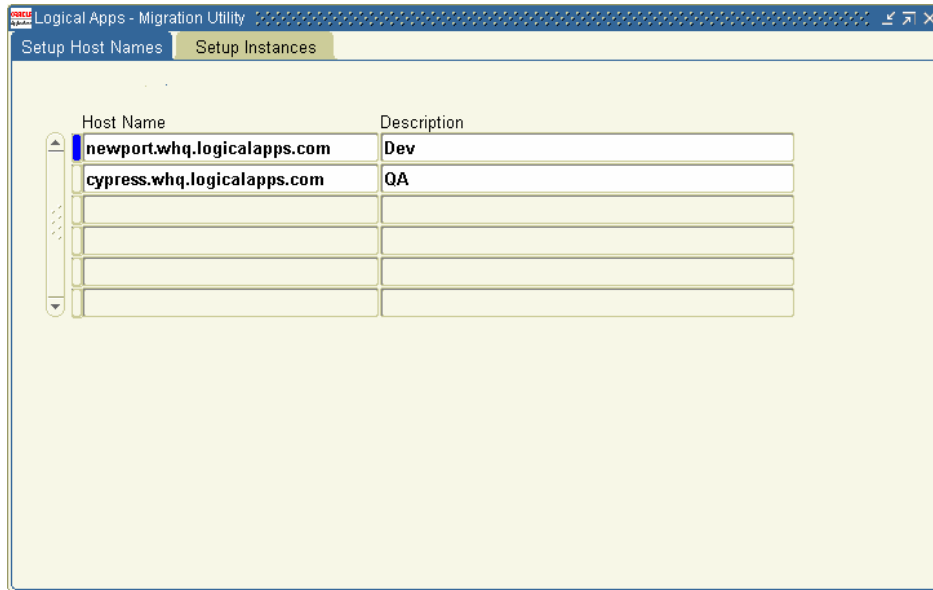 ORACLE
Logical Apps - Migration Utility
Setup Host Names Setup Instances
Host Name Description
newport.whq.logicalapps.com Dev
cypress.whq.logicalapps.com QA